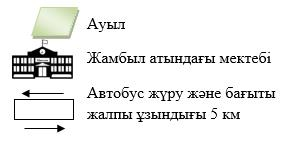 Ауыл
Жамбыл атындағы мектебі
Автобус жүру және бағыты
жалпы ұзындығы 5 км